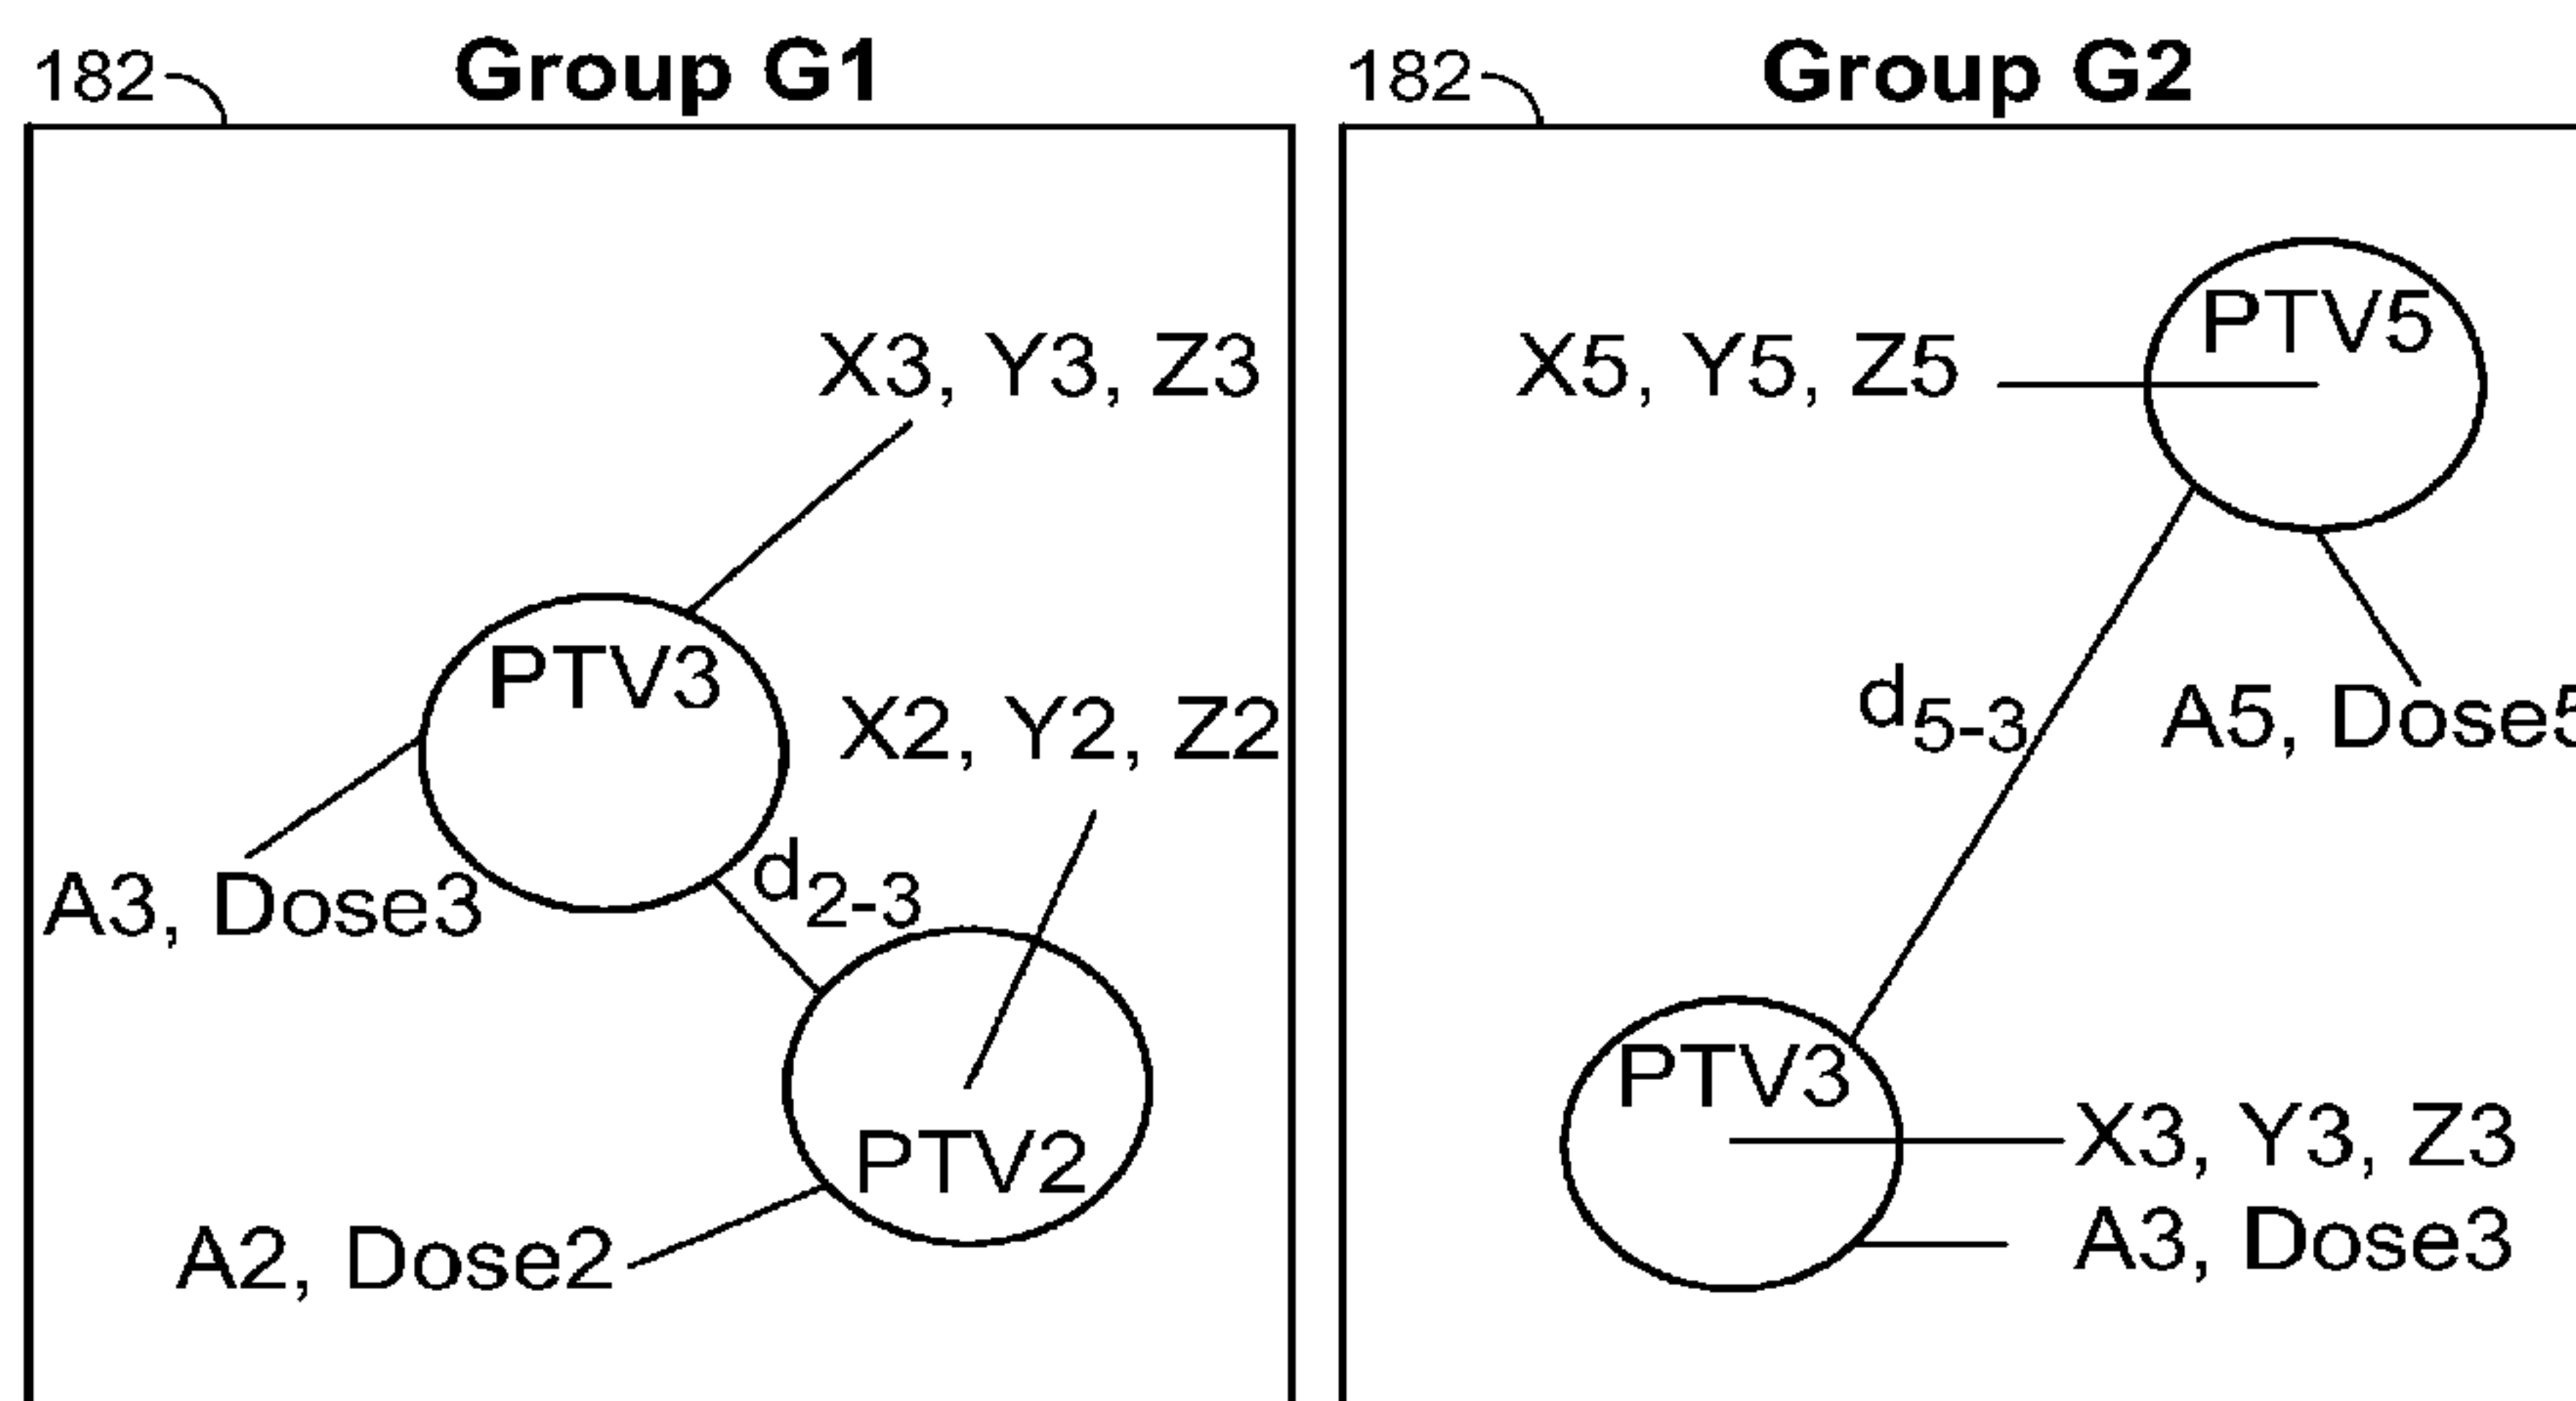 182
Group G1
X3, Y3, Z3
PTV3
X2, Y2, Z2
d2-3
A3, Dose3
PTV2
A2, Dose2
182
Group G2
PTV5
X5, Y5, Z5
d5-3
A5, Dose5
PTV3
X3, Y3, Z3
A3, Dose3